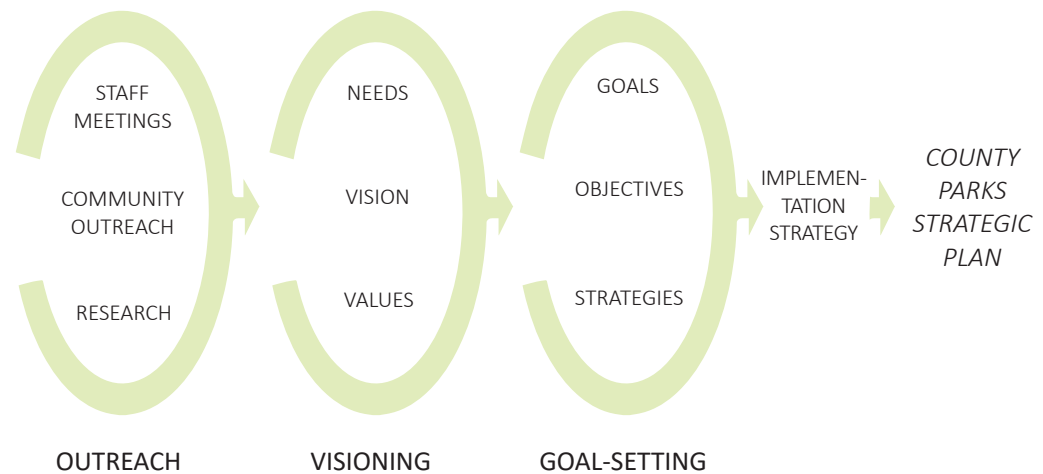 STAFF
MEETINGS
COMMUNITY
OUTREACH
RESEARCH
OUTREACH
NEEDS
VISION
VALUES
VISIONING
GOALS
OBJECTIVES
STRATEGIES
GOAL-SETTING
IMPLEMEN-
TATION
STRATEGY
COUNTY
PARKS
STRATEGIC
PLAN